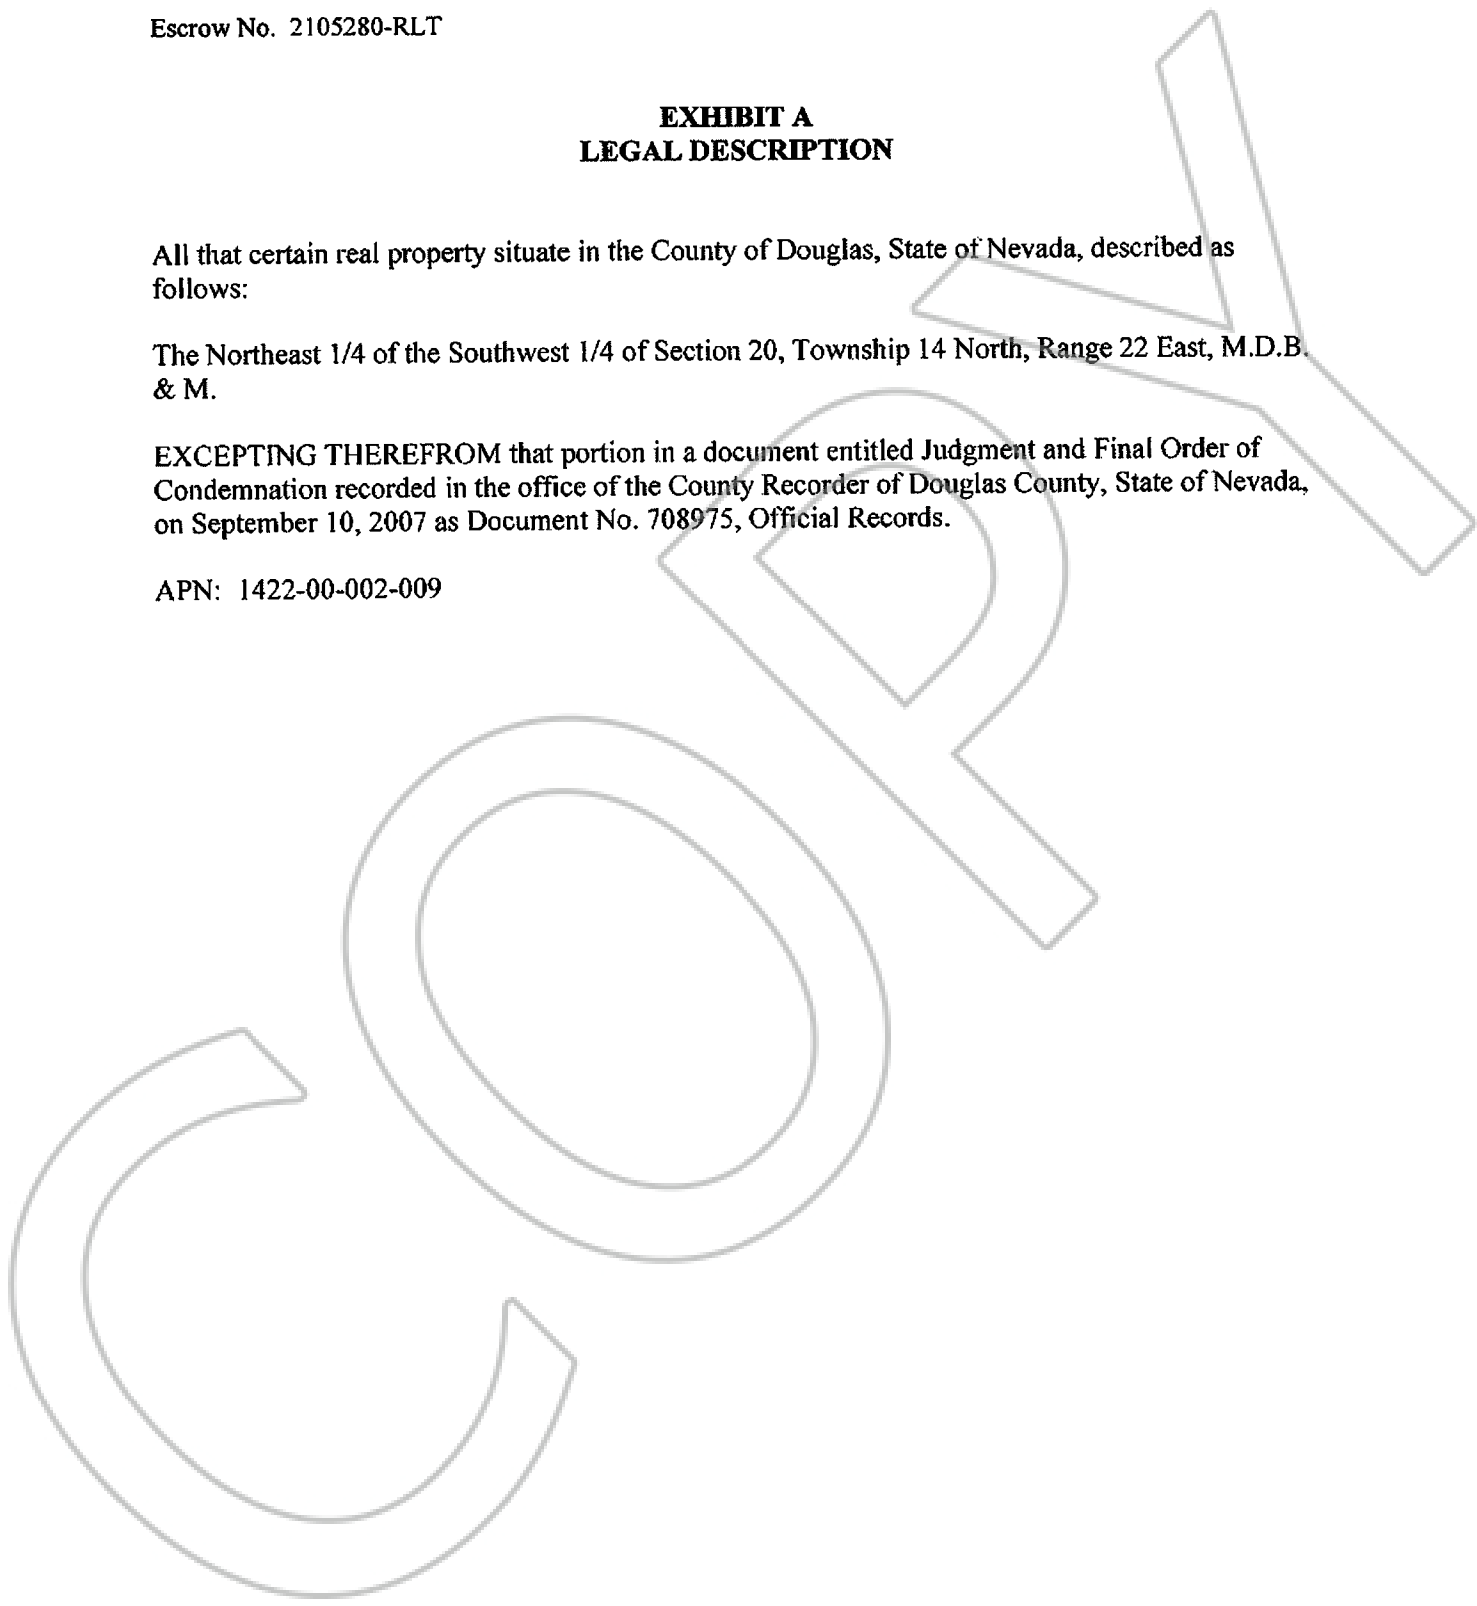 Escrow No. 2105280-RLT
EXHIBIT A
LEGAL DESCRIPTION
All that certain real property situate in the County of Douglas, State of Nevada, described as
follows:
The Northeast 1/4 of the Southwest 1/4 of Section 20, Township 14 North, Range 22 East, M.D.B.
& M.
EXCEPTING THEREFROM that portion in a document entitled Judgment and Final Order of
Condemnation recorded in the office of the County Recorder of Douglas County, State of Nevada,
on September 10, 2007 as Document No. 708975, Official Records.
APN: 1422-00-002-009
COPY